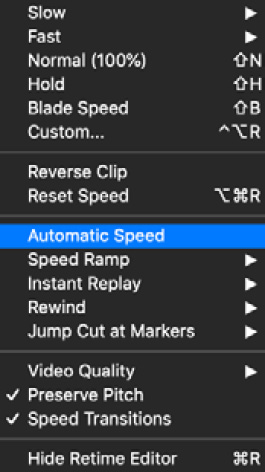 Slow ▶
Fast ▶
Normal (100%) ⇧N
Hold ⇧H
Blade Speed ⇧B
Custom... ^⌥R
Reverse Clip
Reset Speed ⌥⌘R
Automatic Speed
Speed Ramp ▶
Instant Replay ▶
Rewind ▶
Jump Cut at Markers ▶
Video Quality ▶
✓ Preserve Pitch
✓ Speed Transitions
Hide Retime Editor ⌘R